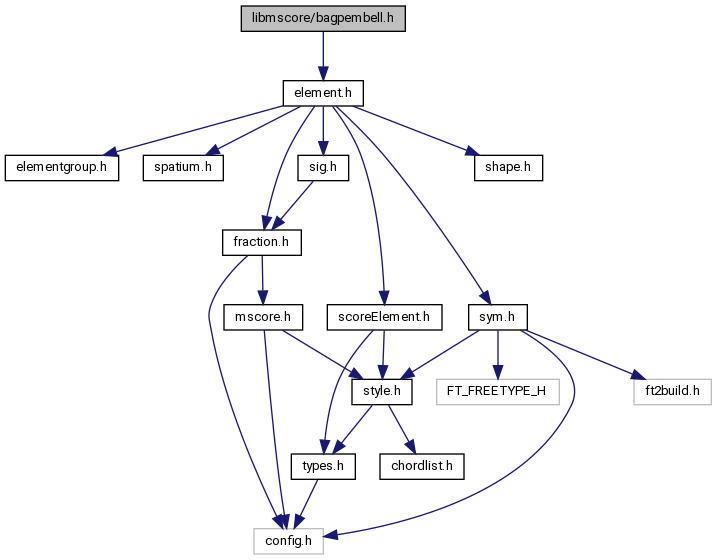 libmscore/bagpembell.h
element.h
elementgroup.h
spatium.h
sig.h
shape.h
fraction.h
mscore.h
scoreElement.h
sym.h
style.h
FT_FREETYPE_H
ft2build.h
types.h
chordlist.h
config.h